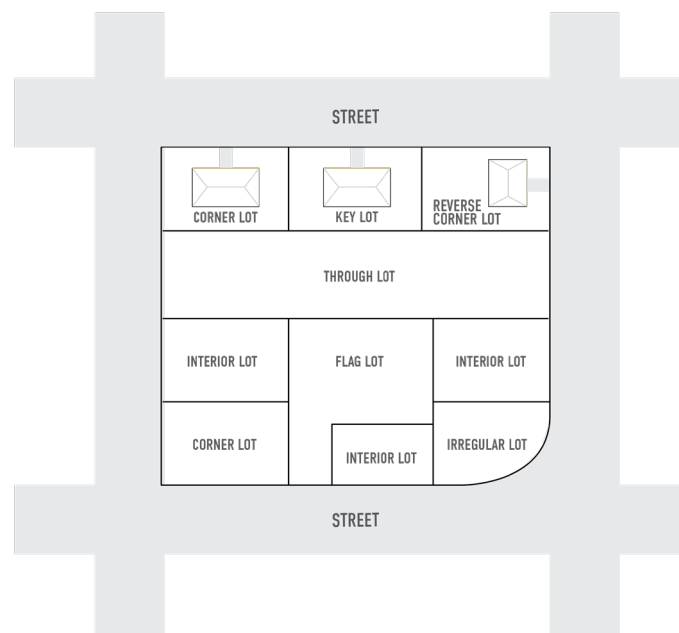 STREET
CORNER LOT
KEY LOT
REVERSE
CORNER LOT
THROUGH LOT
INTERIOR LOT
FLAG LOT
INTERIOR LOT
CORNER LOT
INTERIOR LOT
IRREGULAR LOT
STREET